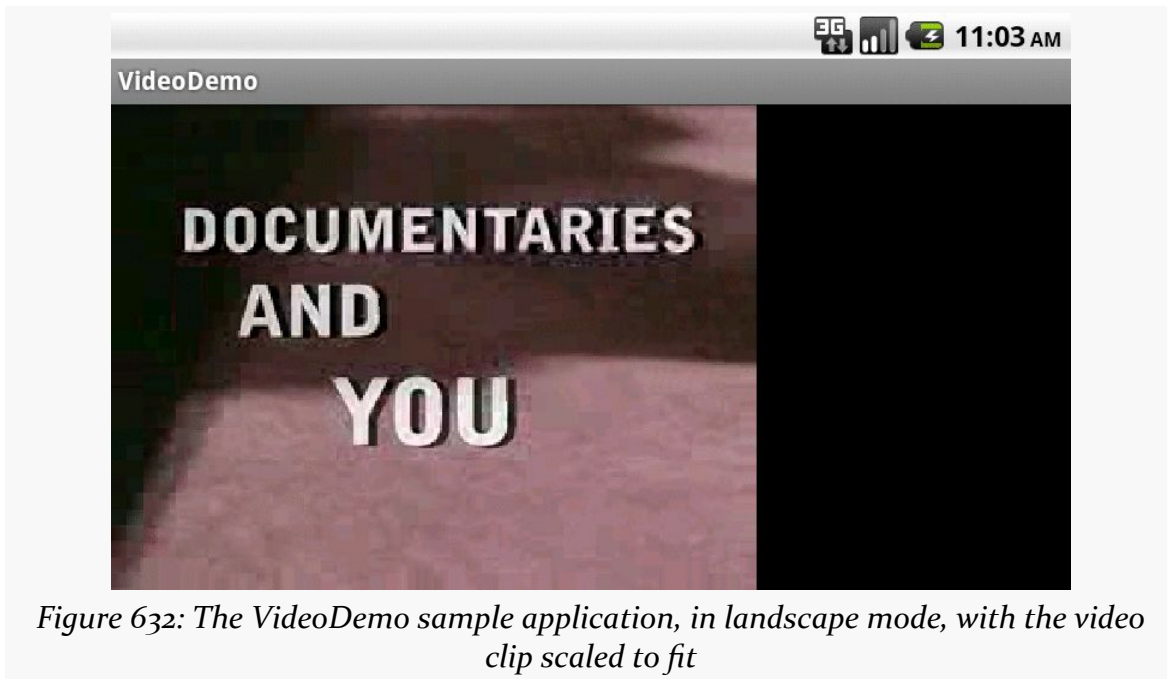 3G 11:03 AM
VideoDemo
DOCUMENTARIES
AND
YOU
Figure 632: The VideoDemo sample application, in landscape mode, with the video
clip scaled to fit